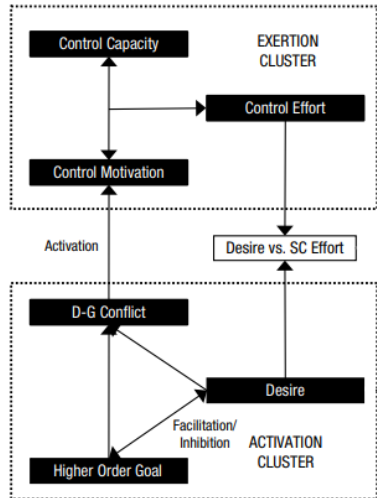 Control Capacity
EXERTION
CLUSTER
Control Effort
Control Motivation
Activation
Desire vs. SC Effort
D-G Conflict
Desire
Facilitation/
Inhibition
ACTIVATION
CLUSTER
Higher Order Goal